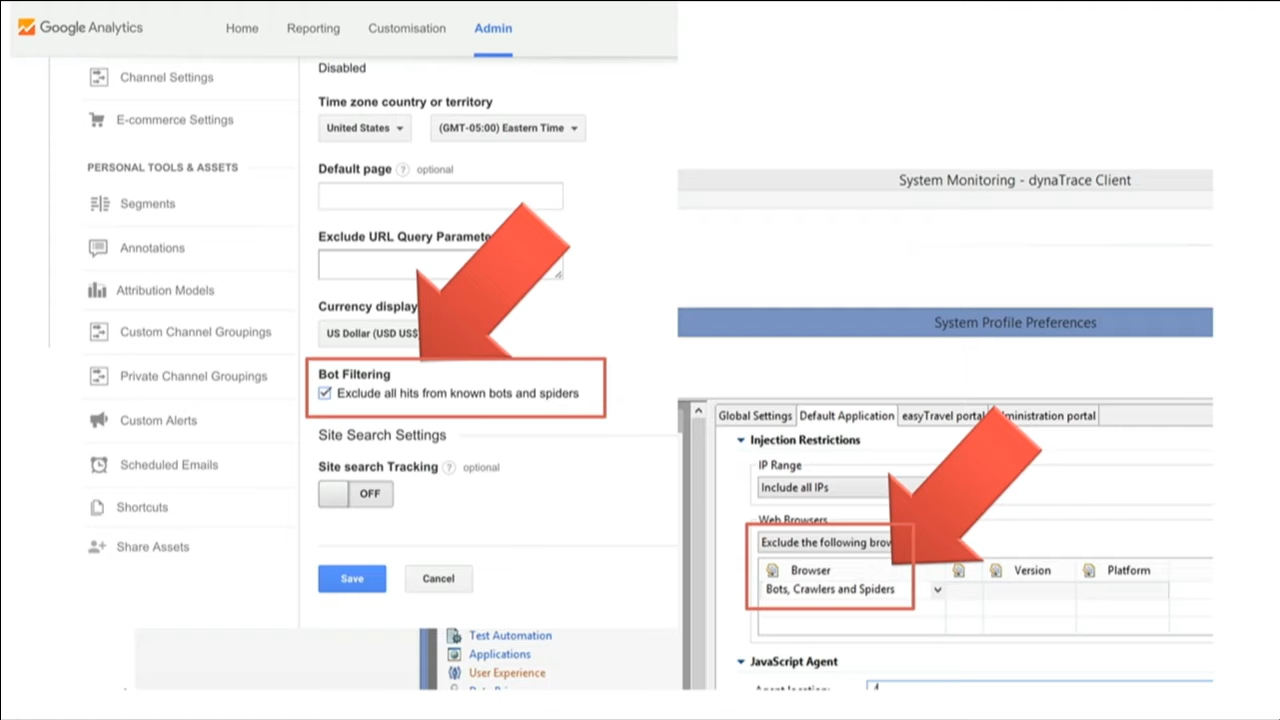 Google Analytics
Home Reporting Customisation Admin
Channel Settings
E-commerce Settings
PERSONAL TOOLS & ASSETS
Segments
Annotations
Attribution Models
Custom Channel Groupings
Private Channel Groupings
Custom Alerts
Scheduled Emails
Shortcuts
Share Assets
Disabled
Time zone country or territory
United States (GMT-05:00) Eastern Time
Default page ? optional
Exclude URL Query Paramete
Currency display
US Dollar (USD US$
Bot Filtering
Exclude all hits from known bots and spiders
Site Search Settings
Site search Tracking ? optional
OFF
Save Cancel
Test Automation
Applications
User Experience
System Monitoring - dynaTrace Client
System Profile Preferences
Global Settings Default Application easyTravel portal ministration portal
Injection Restrictions
IP Range
Include all IPs
Web Browsers
Exclude the following brow
Browser Version Platform
Bots, Crawlers and Spiders
JavaScript Agent